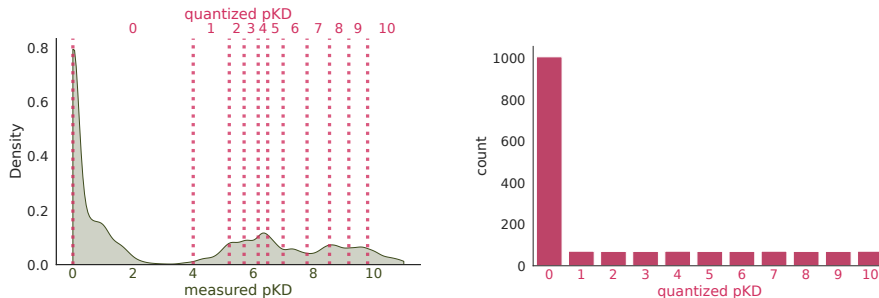 quantized pKD
0 1 2 3 4 5 6 7 8 9 10
0.8
0.6
0.4
0.2
0.0
Density
0 2 4 6 8 10
measured pKD
1000
800
600
400
200
0
count
0 1 2 3 4 5 6 7 8 9 10
quantized pKD